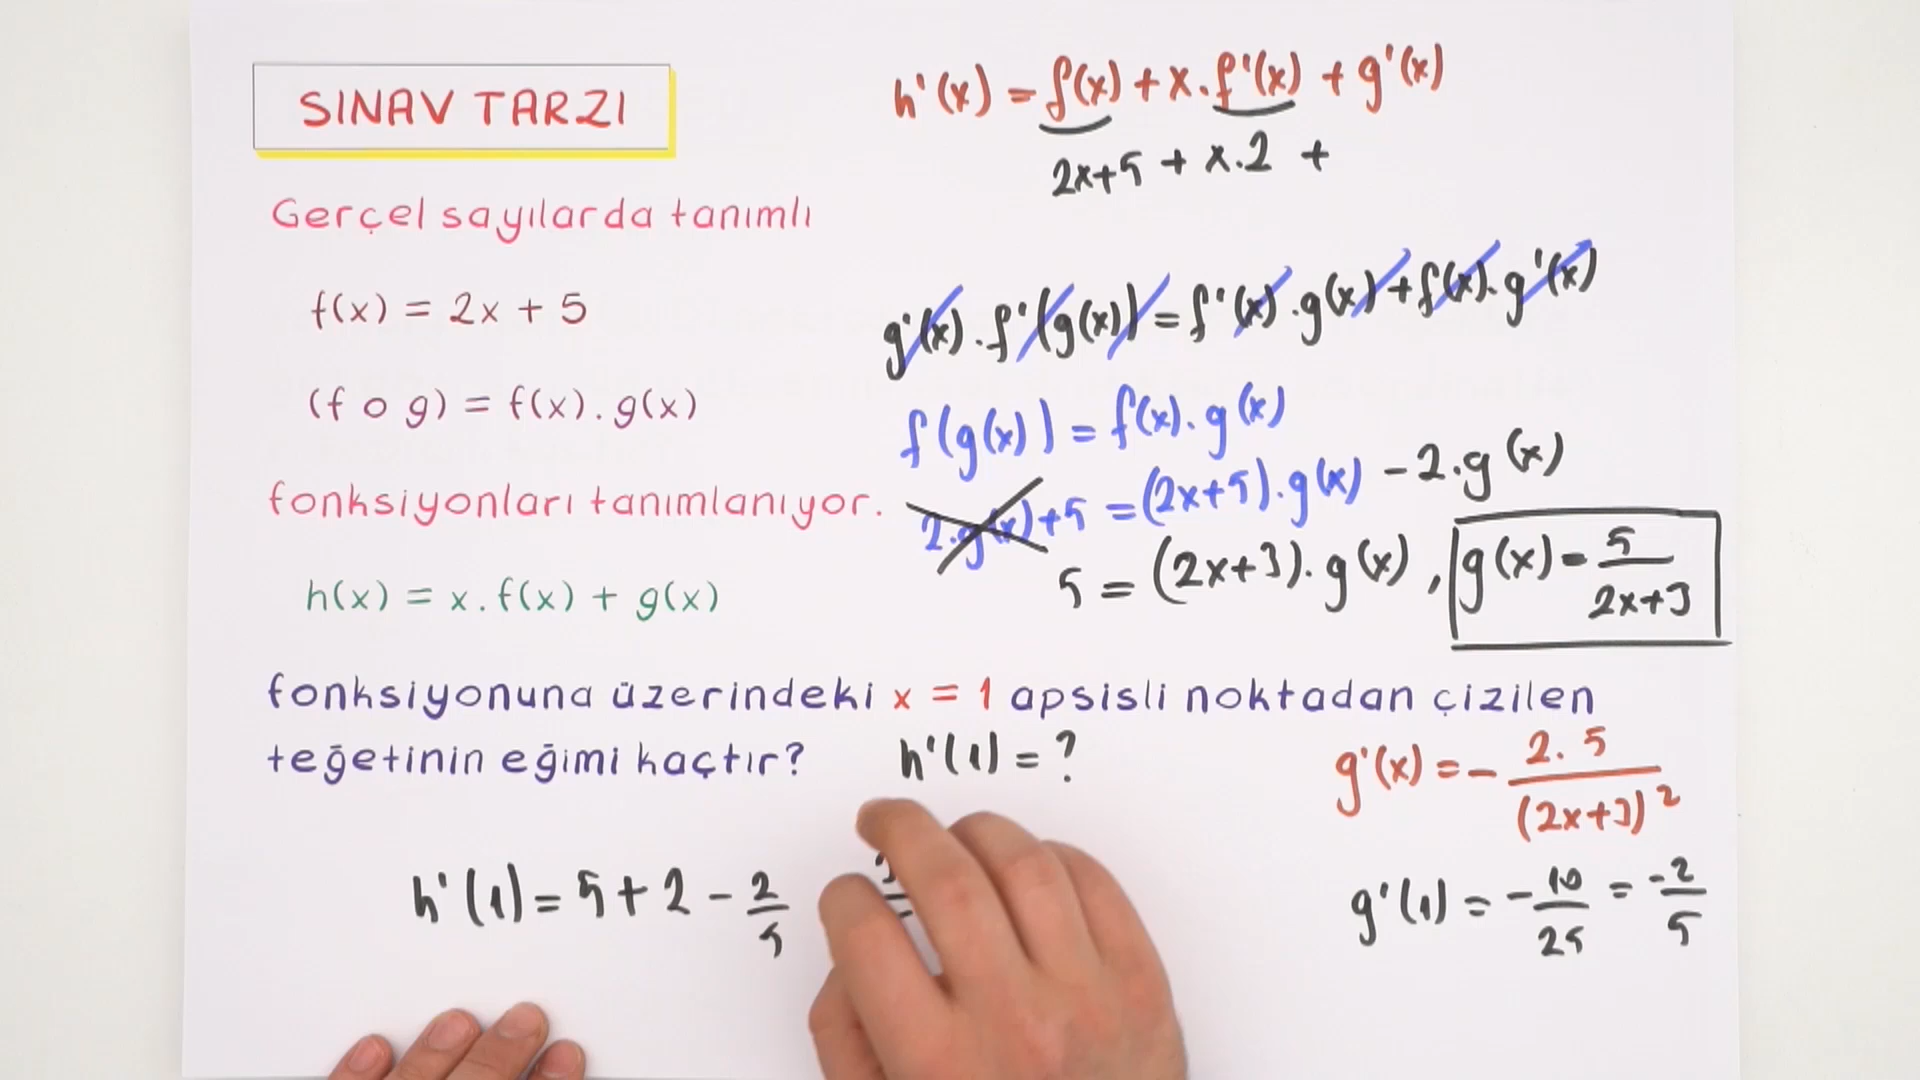 SINAV TARZI
Gerçel sayılarda tanımlı
f(x) = 2x + 5
(f o g) = f(x) . g(x)
fonksiyonları tanımlanıyor.
h(x) = x . f(x) + g(x)
fonksiyonuna üzerindeki x = 1 apsisli noktadan çizilen
teğetinin eğimi kaçtır? h'(1) = ?
h'(x) = f(x) + x . f'(x) + g'(x)
2x+5 + x.2 +
g'(x) . f'(g(x)) = f'(x) . g(x) + f(x) . g'(x)
f(g(x)) = f(x) . g(x)
2.g(x)+5 = (2x+5) . g(x) - 2.g(x)
5 = (2x+3) . g(x) , g(x) = 5/2x+3
g'(x) = - 2.5/(2x+3)²
g'(1) = - 10/25 = -2/5
h'(1) = 5 + 2 - 2/5